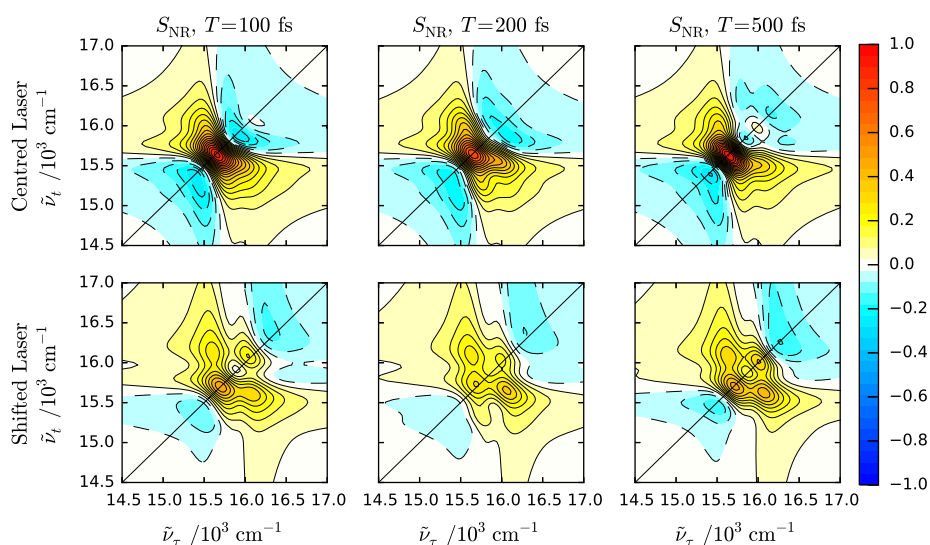 S_NR, T=100 fs
S_NR, T=200 fs
S_NR, T=500 fs
Centred Laser
ν̃_t /10³ cm⁻¹
17.0
16.5
16.0
15.5
15.0
14.5
1.0
0.8
0.6
0.4
0.2
0.0
−0.2
−0.4
−0.6
−0.8
−1.0
Shifted Laser
ν̃_t /10³ cm⁻¹
17.0
16.5
16.0
15.5
15.0
14.5
14.5 15.0 15.5 16.0 16.5 17.0
14.5 15.0 15.5 16.0 16.5 17.0
14.5 15.0 15.5 16.0 16.5 17.0
ν̃_τ /10³ cm⁻¹
ν̃_τ /10³ cm⁻¹
ν̃_τ /10³ cm⁻¹